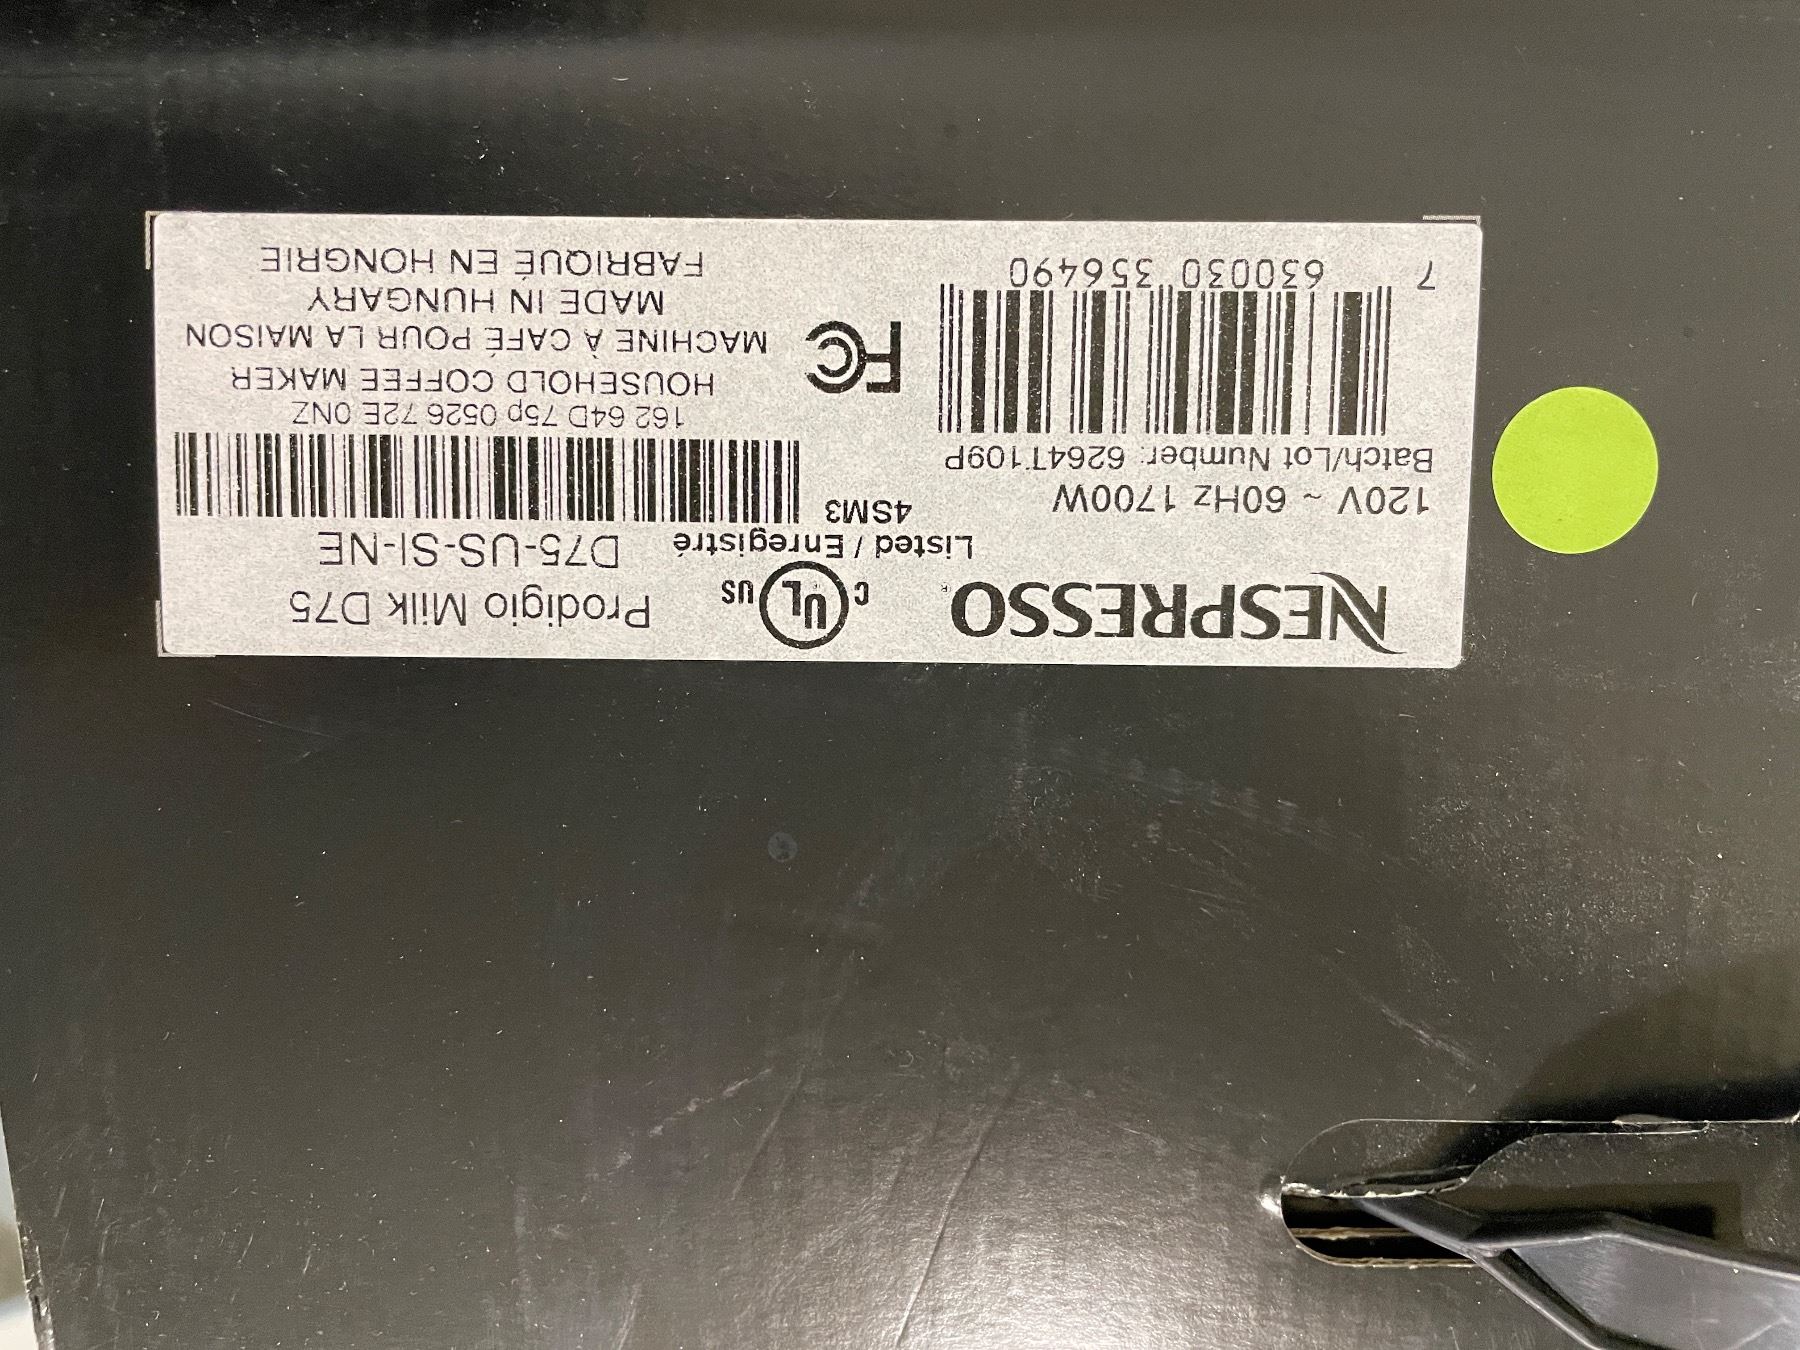 NESPRESSO
120V ~ 60Hz 1700W
Batch/Lot Number: 6264T109P
7 630030 356490
C UL US
Listed / Enregistré
4SM3
FC
Prodigio Milk D75
D75-US-SI-NE
162 64D 75p 0526 72E 0NZ
HOUSEHOLD COFFEE MAKER
MACHINE À CAFÉ POUR LA MAISON
MADE IN HUNGARY
FABRIQUÉ EN HONGRIE